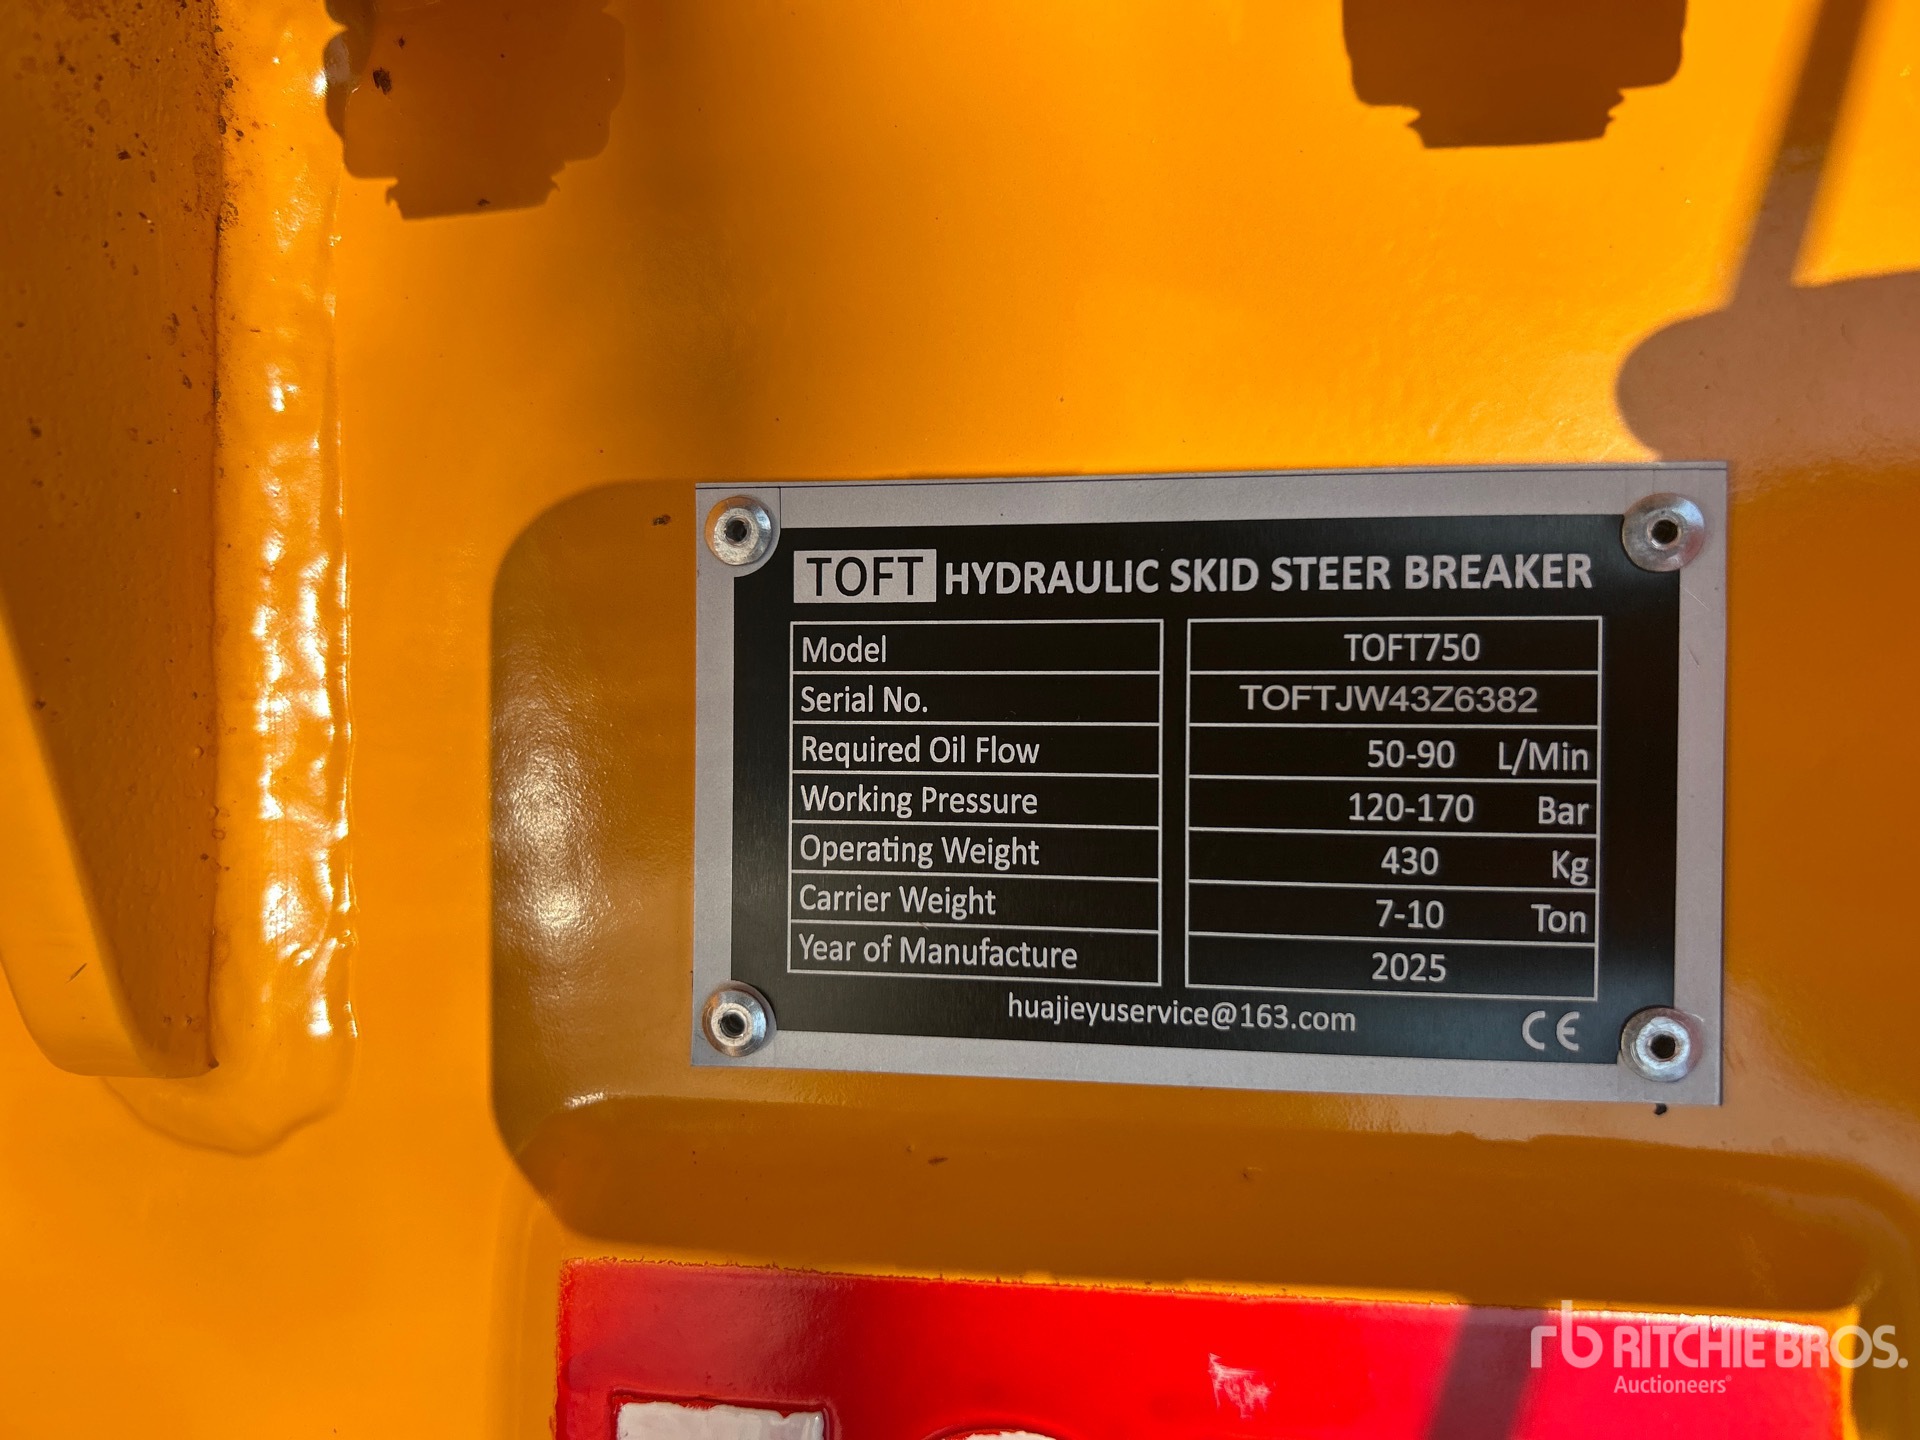 TOFT HYDRAULIC SKID STEER BREAKER
Model TOFT750
Serial No. TOFTJW43Z6382
Required Oil Flow 50-90 L/Min
Working Pressure 120-170 Bar
Operating Weight 430 Kg
Carrier Weight 7-10 Ton
Year of Manufacture 2025
huajieyuservice@163.com CE
rb RITCHIE BROS.
Auctioneers